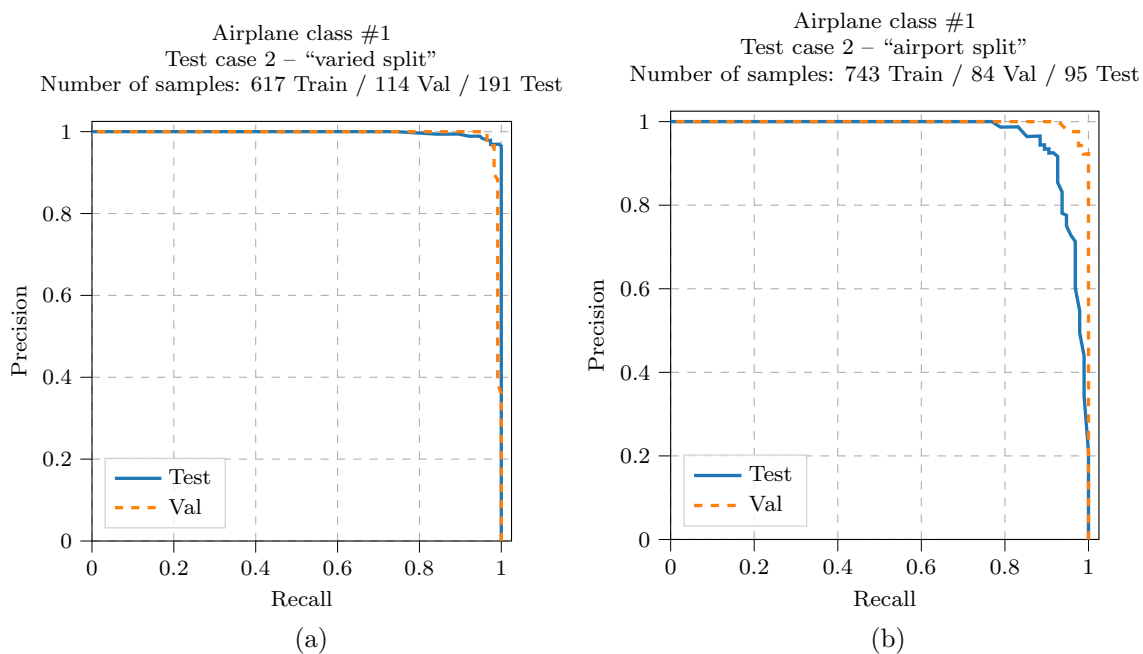 Airplane class #1
Test case 2 – “varied split”
Number of samples: 617 Train / 114 Val / 191 Test
1
0.8
0.6
0.4
0.2
0
Precision
Test
Val
0 0.2 0.4 0.6 0.8 1
Recall
(a)
Airplane class #1
Test case 2 – “airport split”
Number of samples: 743 Train / 84 Val / 95 Test
1
0.8
0.6
0.4
0.2
0
Precision
Test
Val
0 0.2 0.4 0.6 0.8 1
Recall
(b)